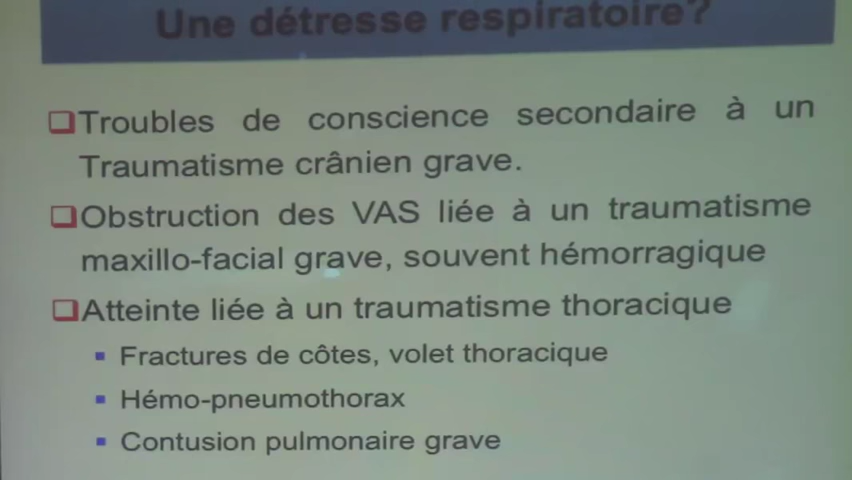 Une détresse respiratoire?
Troubles de conscience secondaire à un
Traumatisme crânien grave.
Obstruction des VAS liée à un traumatisme
maxillo-facial grave, souvent hémorragique
Atteinte liée à un traumatisme thoracique
Fractures de côtes, volet thoracique
Hémo-pneumothorax
Contusion pulmonaire grave